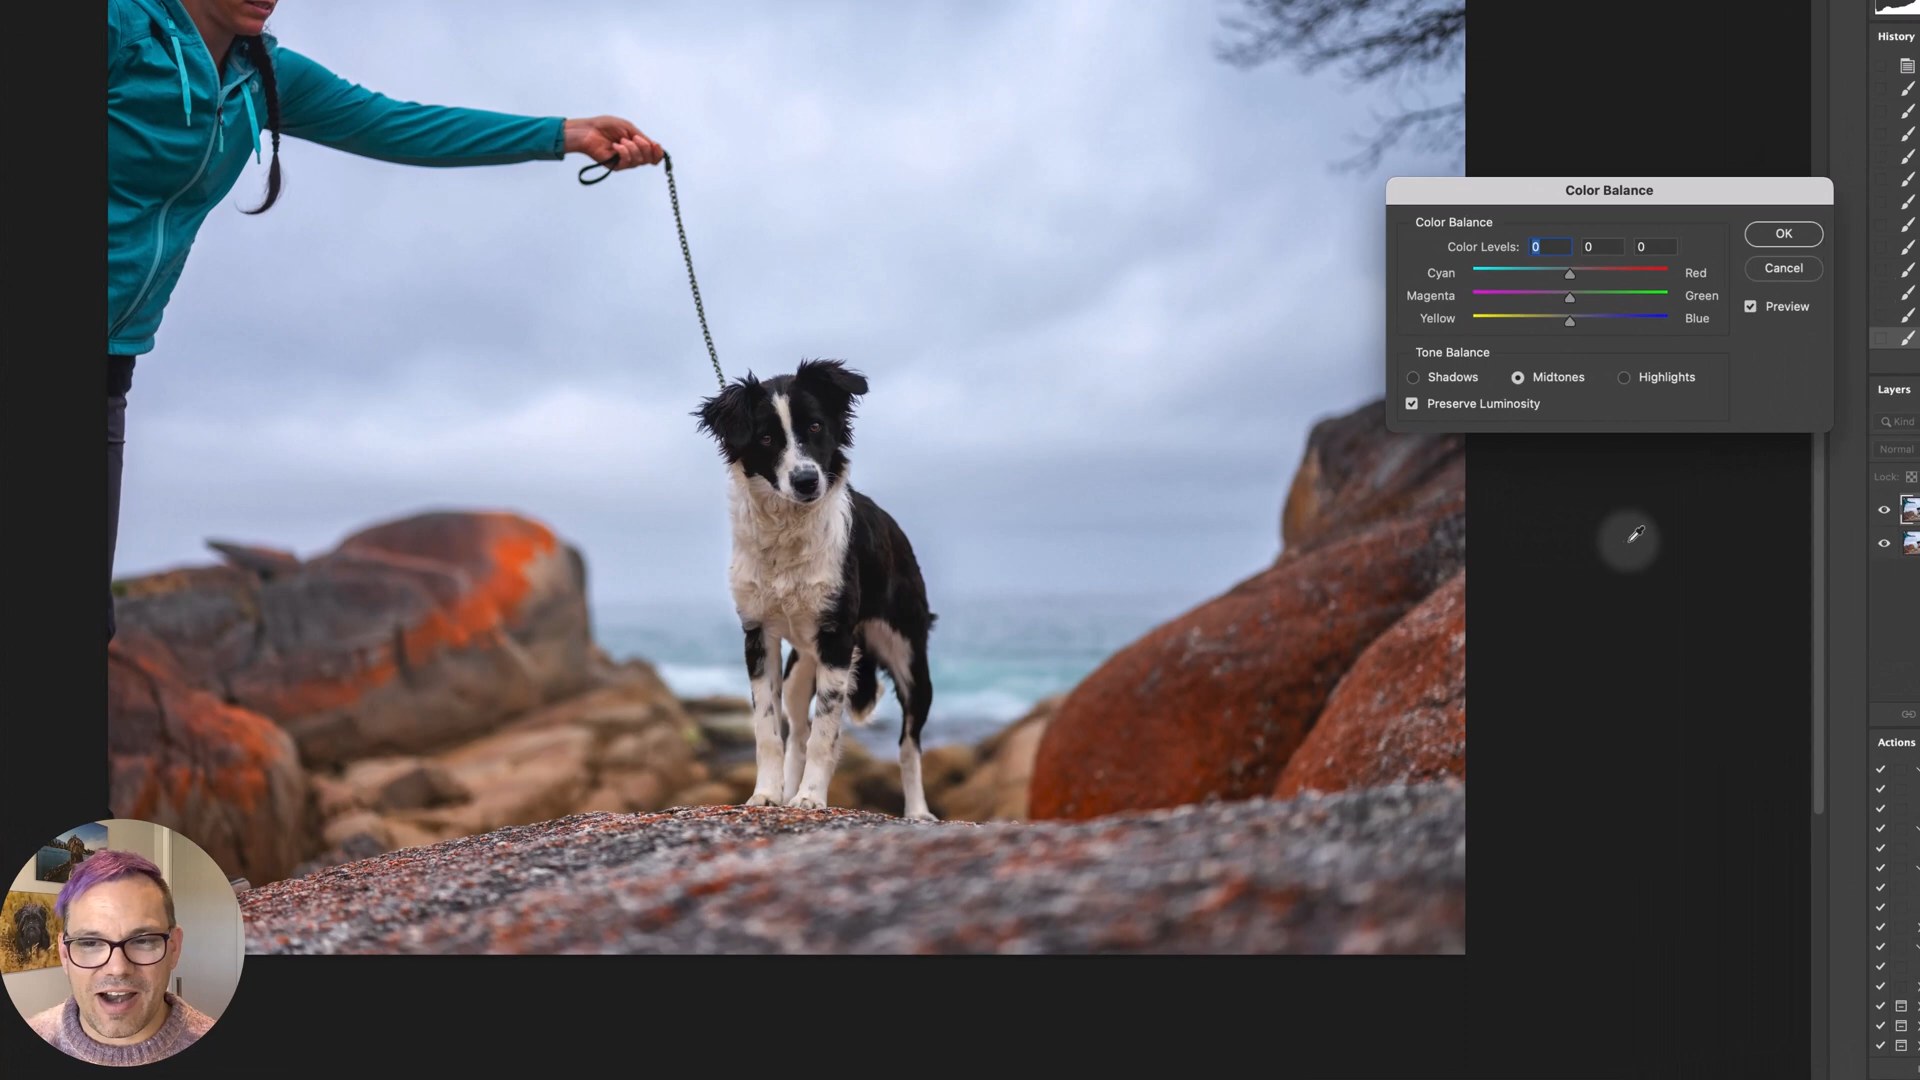 History
Color Balance
Color Balance
OK
Color Levels: 0 0 0
Cyan Red
Cancel
Magenta Green
Preview
Yellow Blue
Tone Balance
Shadows Midtones Highlights
Preserve Luminosity
Layers
Kind
Normal
Lock:
Actions